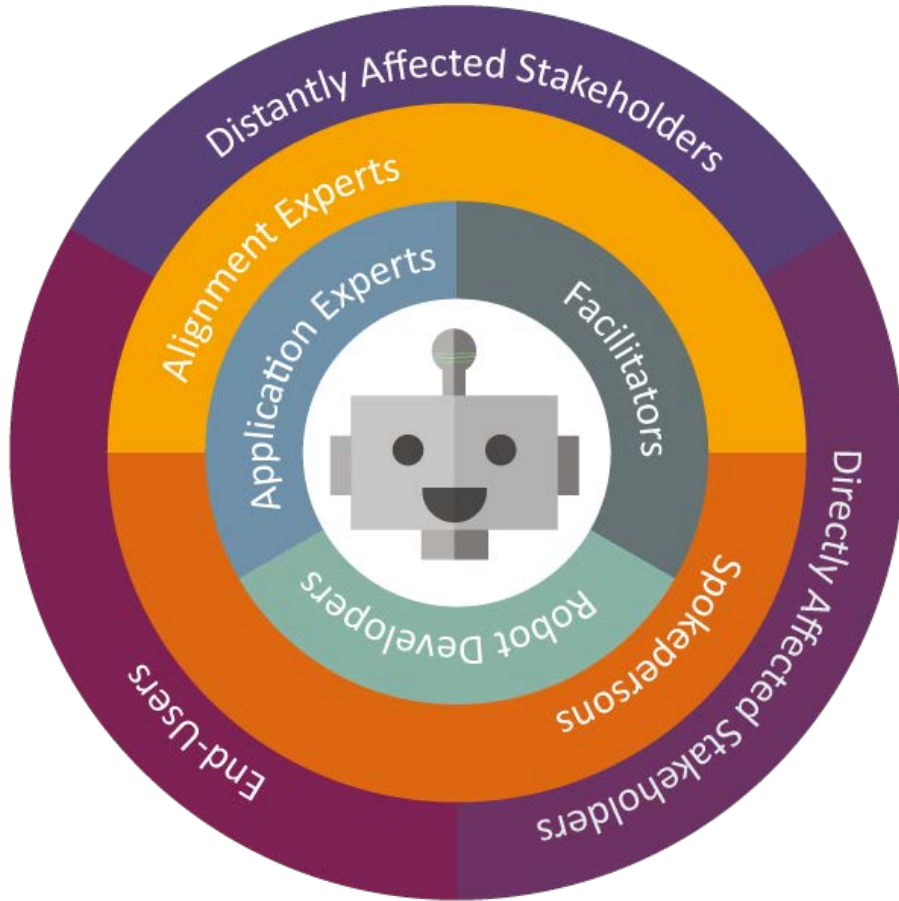 Distantly Affected Stakeholders
Alignment Experts
Application Experts
Facilitators
Robot Developers
Spokepersons
Directly Affected Stakeholders
End-Users